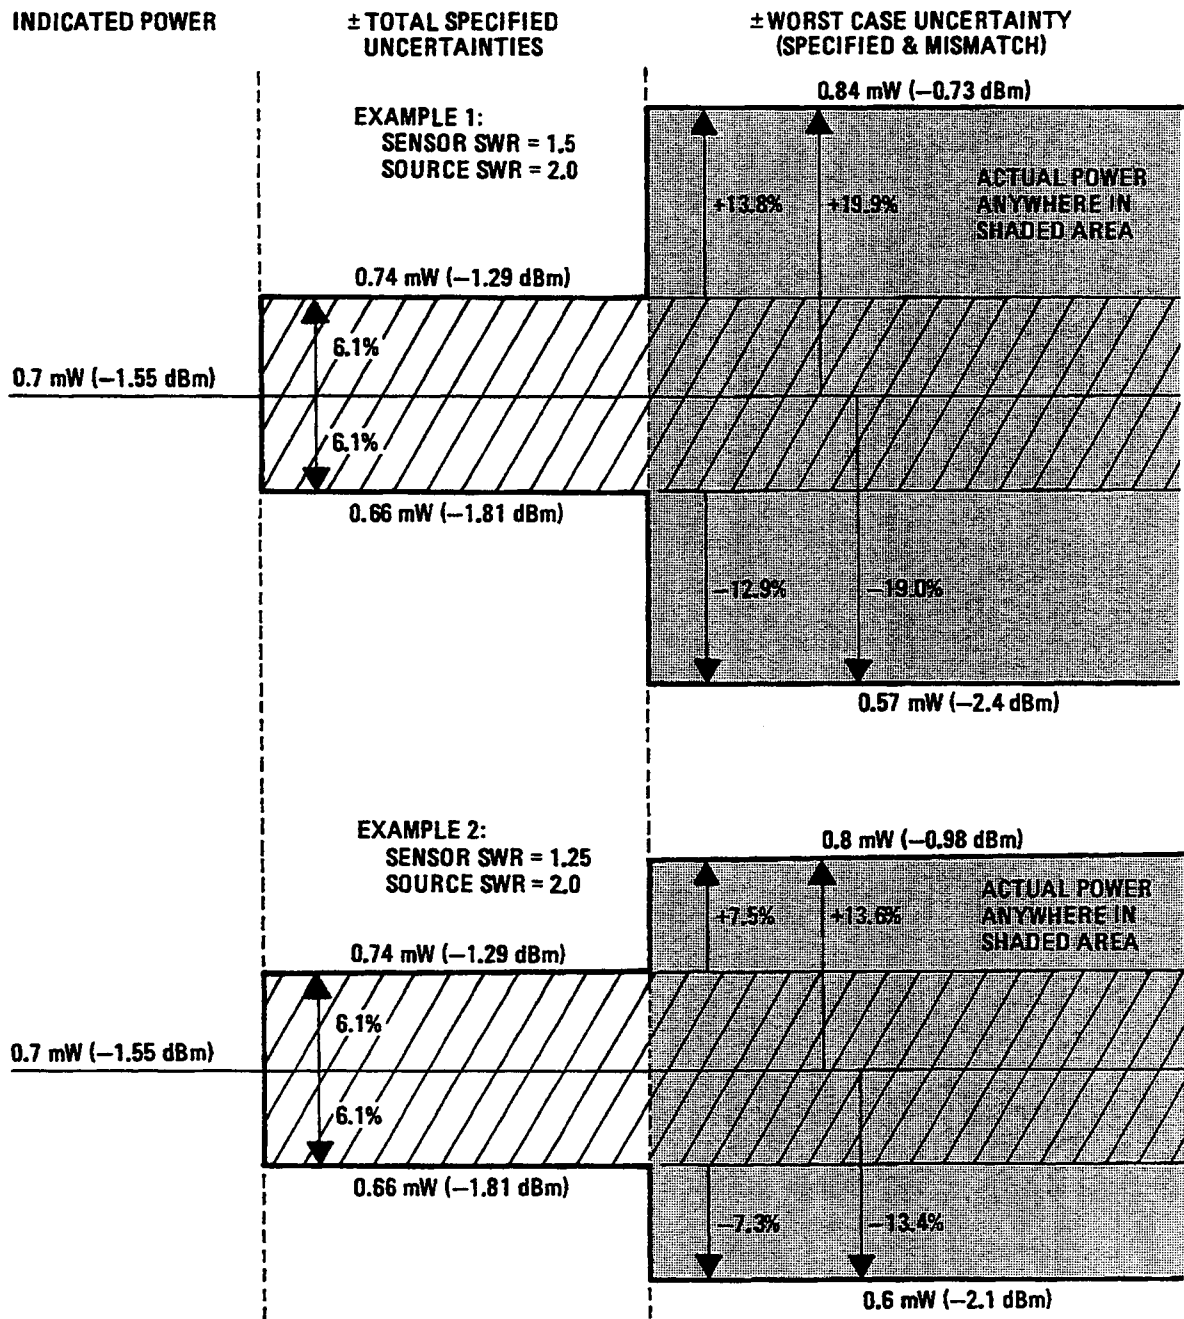 INDICATED POWER
± TOTAL SPECIFIED
UNCERTAINTIES
± WORST CASE UNCERTAINTY
(SPECIFIED & MISMATCH)
0.84 mW (–0.73 dBm)
EXAMPLE 1:
SENSOR SWR = 1.5
SOURCE SWR = 2.0
ACTUAL POWER
ANYWHERE IN
SHADED AREA
+13.8%
+19.9%
0.74 mW (–1.29 dBm)
6.1%
0.7 mW (–1.55 dBm)
6.1%
0.66 mW (–1.81 dBm)
–12.9%
–19.0%
0.57 mW (–2.4 dBm)
EXAMPLE 2:
SENSOR SWR = 1.25
SOURCE SWR = 2.0
0.8 mW (–0.98 dBm)
ACTUAL POWER
ANYWHERE IN
SHADED AREA
+7.5%
+13.6%
0.74 mW (–1.29 dBm)
6.1%
0.7 mW (–1.55 dBm)
6.1%
0.66 mW (–1.81 dBm)
–7.3%
–13.4%
0.6 mW (–2.1 dBm)